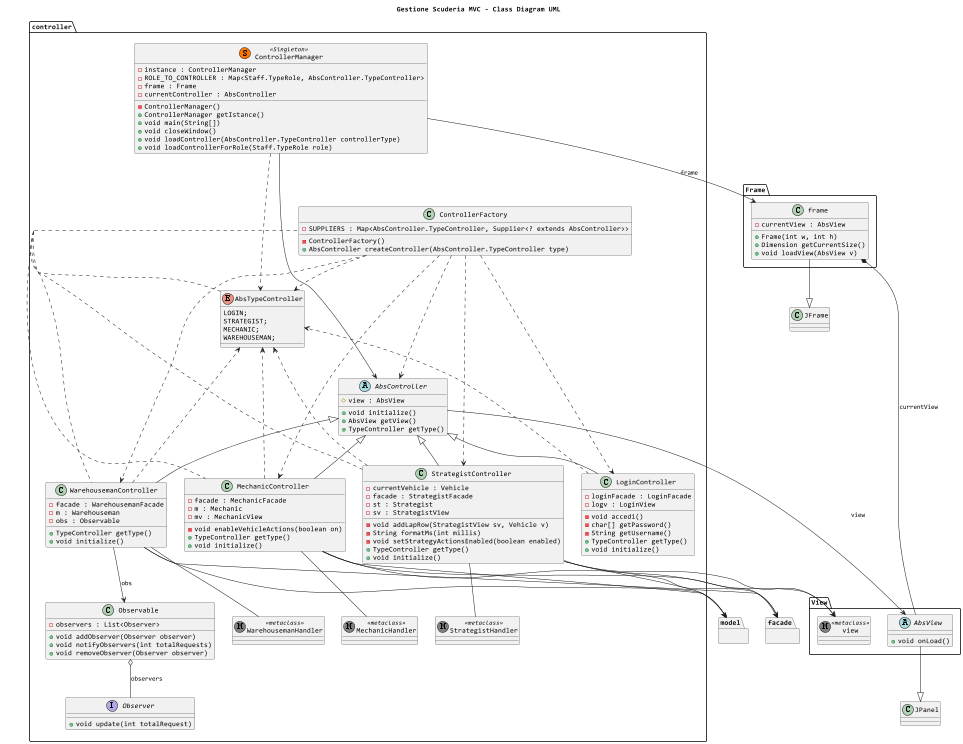 Gestione Scuderia MVC - Class Diagram UML
controller
S
«Singleton»
ControllerManager
instance : ControllerManager
ROLE_TO_CONTROLLER : Map<Staff.TypeRole, AbsController.TypeController>
frame : Frame
currentController : AbsController
ControllerManager()
ControllerManager getIstance()
void main(String[])
void closeWindow()
void loadController(AbsController.TypeController controllerType)
void loadControllerForRole(Staff.TypeRole role)
frame
Frame
C frame
currentView : AbsView
Frame(int w, int h)
Dimension getCurrentSize()
void loadView(AbsView v)
C ControllerFactory
SUPPLIERS : Map<AbsController.TypeController, Supplier<? extends AbsController>>
ControllerFactory()
AbsController createController(AbsController.TypeController type)
E AbsTypeController
LOGIN;
STRATEGIST;
MECHANIC;
WAREHOUSEMAN;
C JFrame
A AbsController
view : AbsView
void initialize()
AbsView getView()
TypeController getType()
currentView
C WarehousemanController
facade : WarehousemanFacade
m : Warehouseman
obs : Observable
TypeController getType()
void initialize()
C MechanicController
facade : MechanicFacade
m : Mechanic
mv : MechanicView
void enableVehicleActions(boolean on)
TypeController getType()
void initialize()
C StrategistController
currentVehicle : Vehicle
facade : StrategistFacade
st : Strategist
sv : StrategistView
void addLapRow(StrategistView sv, Vehicle v)
String formatMs(int millis)
void setStrategyActionsEnabled(boolean enabled)
TypeController getType()
void initialize()
C LoginController
loginFacade : LoginFacade
logv : LoginView
void accedi()
char[] getPassword()
String getUsername()
TypeController getType()
void initialize()
view
obs
C Observable
observers : List<Observer>
void addObserver(Observer observer)
void notifyObservers(int totalRequests)
void removeObserver(Observer observer)
H «metaclass»
WarehousemanHandler
H «metaclass»
MechanicHandler
H «metaclass»
StrategistHandler
model
facade
View
H «metaclass»
view
A AbsView
void onLoad()
observers
I Observer
void update(int totalRequest)
C JPanel